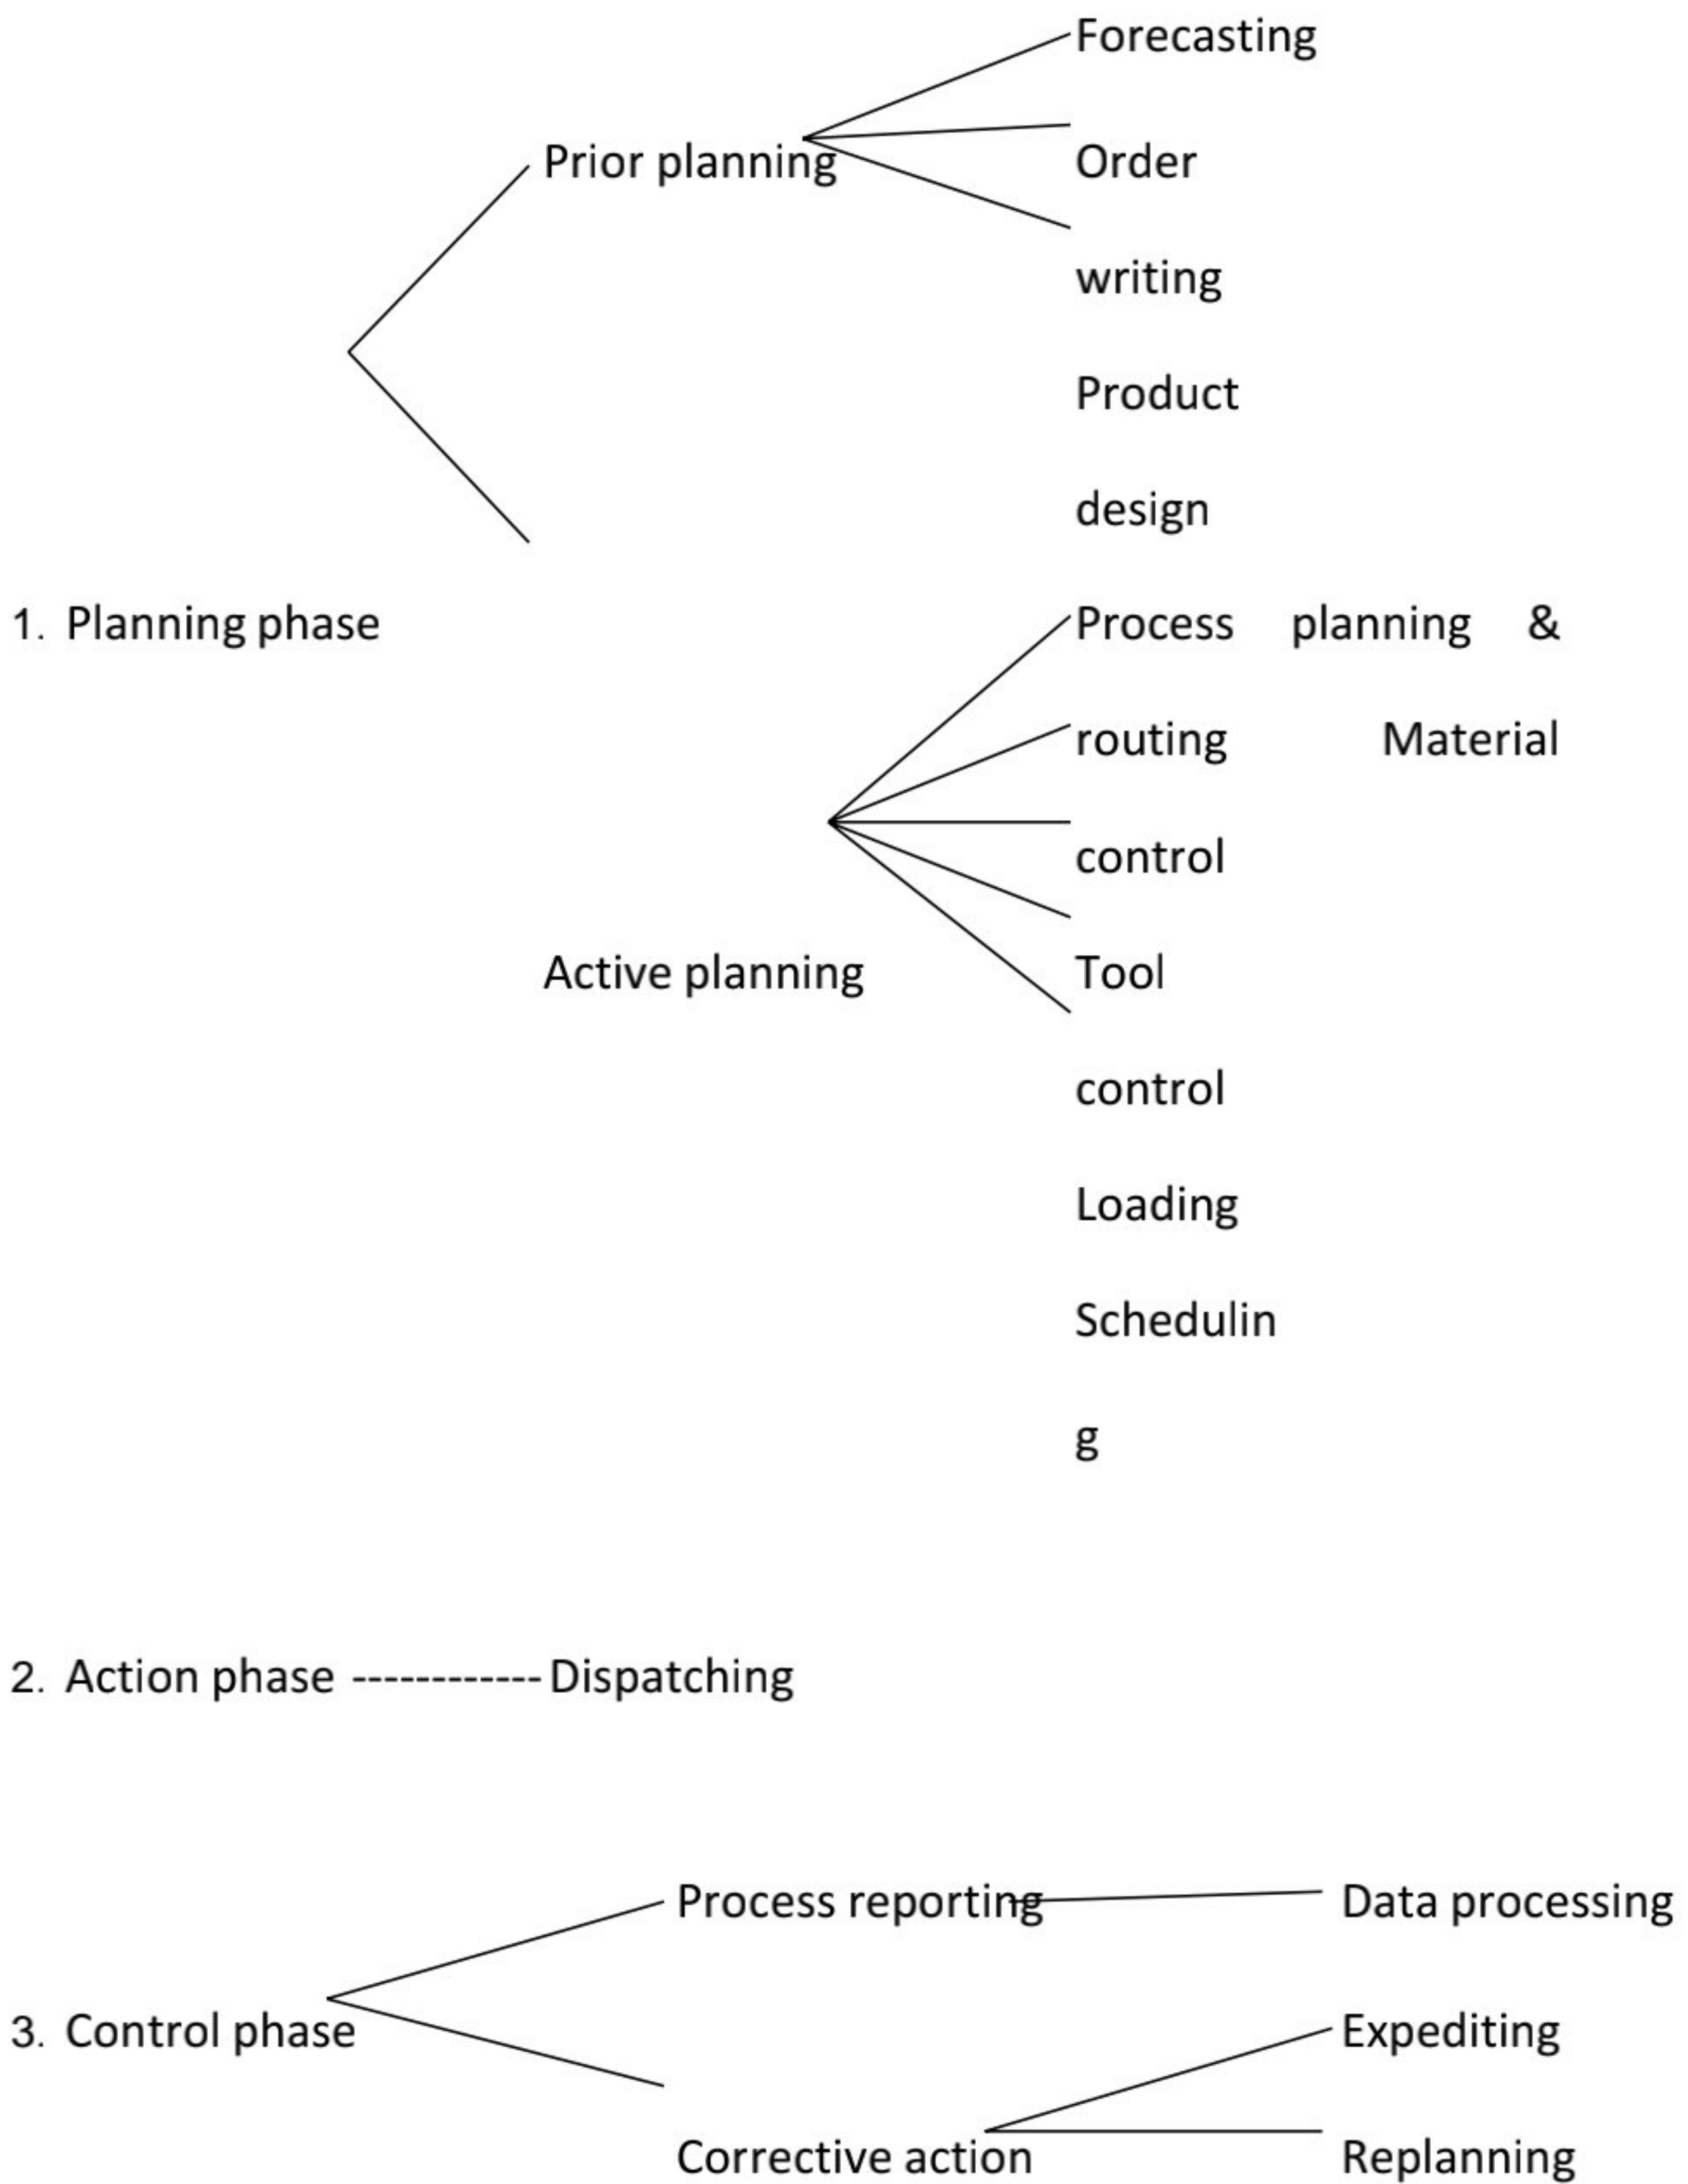 Forecasting
Prior planning
Order
writing
Product
design
1. Planning phase
Process planning &
routing Material
control
Active planning
Tool
control
Loading
Schedulin
g
2. Action phase ------------ Dispatching
Process reporting
Data processing
3. Control phase
Expediting
Corrective action
Replanning